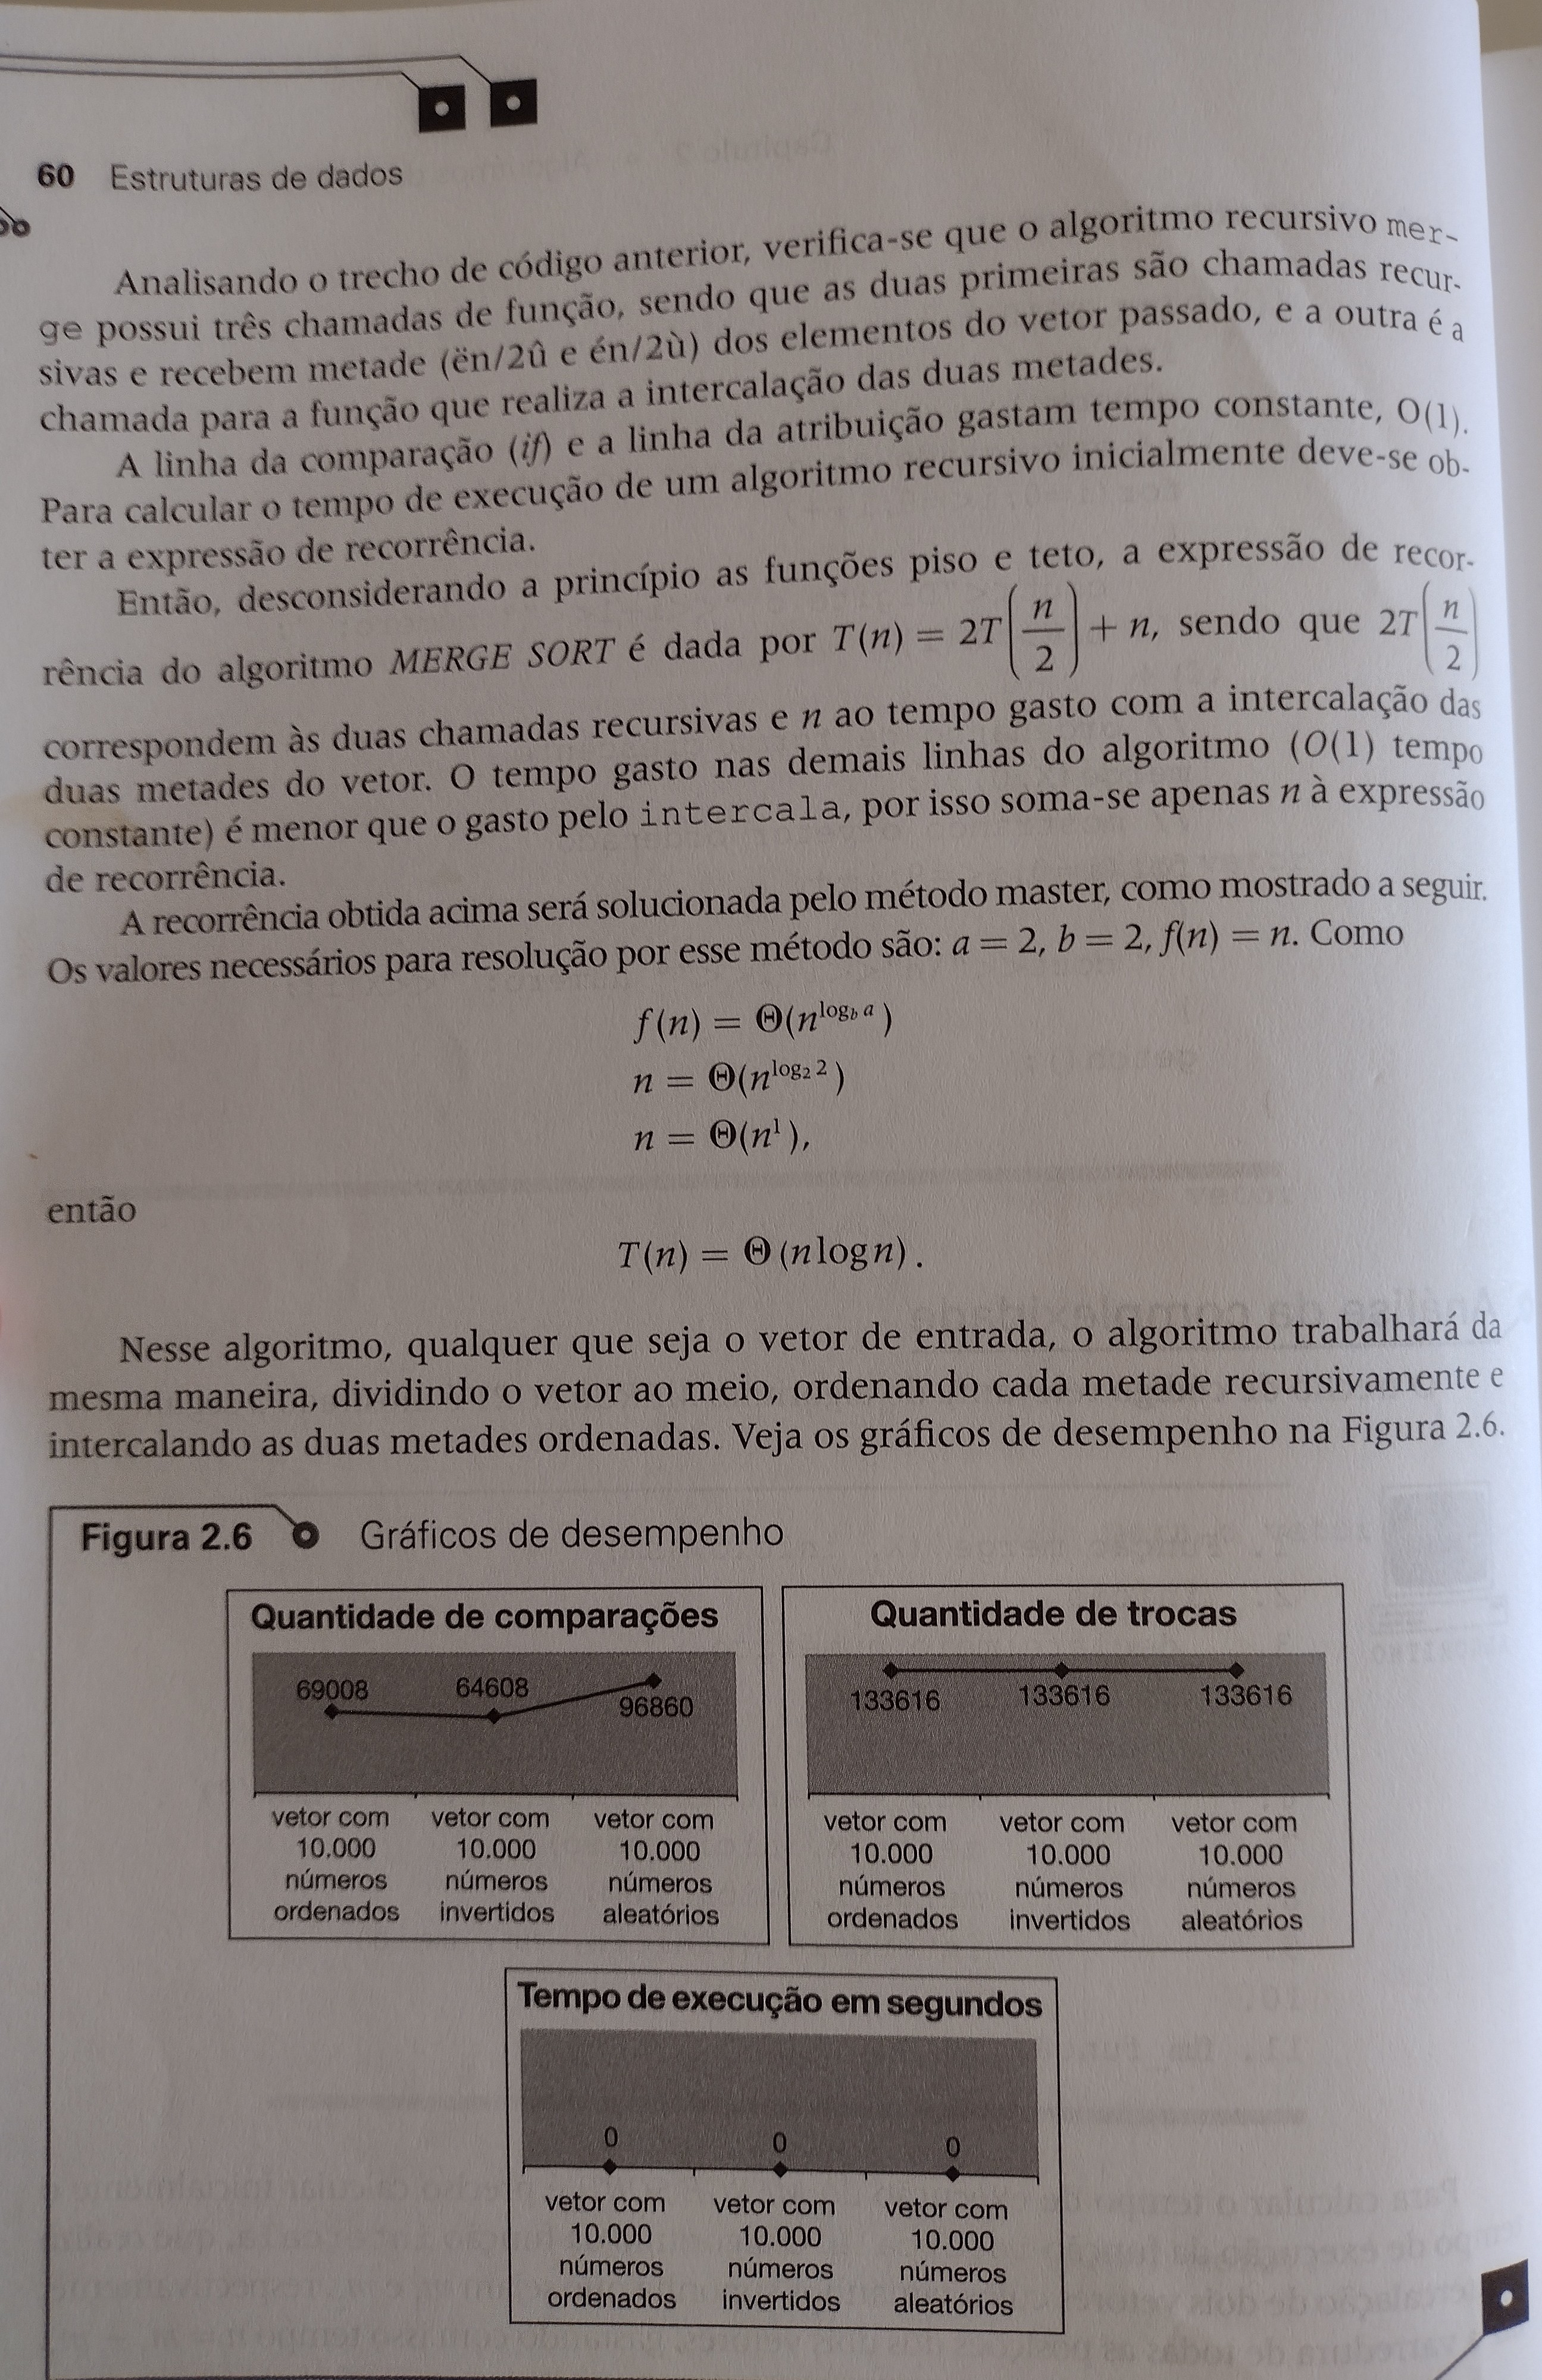 60 Estruturas de dados
Analisando o trecho de código anterior, verifica-se que o algoritmo recursivo mer-
ge possui três chamadas de função, sendo que as duas primeiras são chamadas recur-
sivas e recebem metade (ën/2û e én/2ù) dos elementos do vetor passado, e a outra é a
chamada para a função que realiza a intercalação das duas metades.
A linha da comparação (if) e a linha da atribuição gastam tempo constante, O(1).
Para calcular o tempo de execução de um algoritmo recursivo inicialmente deve-se ob-
ter a expressão de recorrência.
Então, desconsiderando a princípio as funções piso e teto, a expressão de recor-
rência do algoritmo MERGE SORT é dada por T(n) = 2T(n/2) + n, sendo que 2T(n/2)
correspondem às duas chamadas recursivas e n ao tempo gasto com a intercalação das
duas metades do vetor. O tempo gasto nas demais linhas do algoritmo (O(1) tempo
constante) é menor que o gasto pelo intercala, por isso soma-se apenas n à expressão
de recorrência.
A recorrência obtida acima será solucionada pelo método master, como mostrado a seguir.
Os valores necessários para resolução por esse método são: a = 2, b = 2, f(n) = n. Como
f(n) = Θ(n^log_b a)
n = Θ(n^log_2 2)
n = Θ(n^1),
então
T(n) = Θ(n log n).
Nesse algoritmo, qualquer que seja o vetor de entrada, o algoritmo trabalhará da
mesma maneira, dividindo o vetor ao meio, ordenando cada metade recursivamente e
intercalando as duas metades ordenadas. Veja os gráficos de desempenho na Figura 2.6.
Figura 2.6 Gráficos de desempenho
Quantidade de comparações
69008 64608 96860
vetor com vetor com vetor com
10.000 10.000 10.000
números números números
ordenados invertidos aleatórios
Quantidade de trocas
133616 133616 133616
vetor com vetor com vetor com
10.000 10.000 10.000
números números números
ordenados invertidos aleatórios
Tempo de execução em segundos
0 0 0
vetor com vetor com vetor com
10.000 10.000 10.000
números números números
ordenados invertidos aleatórios